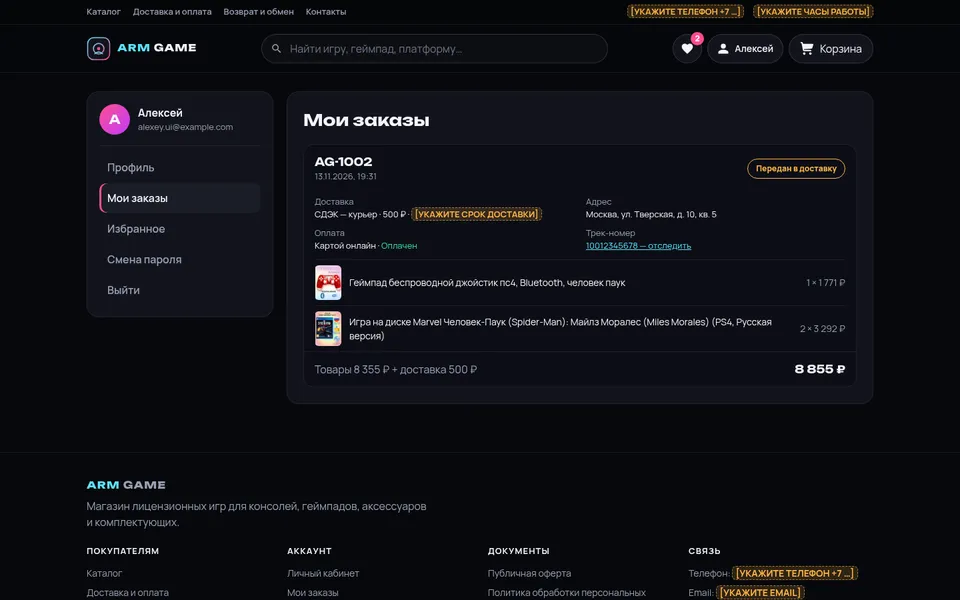 Каталог Доставка и оплата Возврат и обмен Контакты [УКАЖИТЕ ТЕЛЕФОН +7 ...] [УКАЖИТЕ ЧАСЫ РАБОТЫ]
ARM GAME Найти игру, геймпад, платформу... 2 Алексей Корзина
А
Алексей
alexey.ui@example.com
Профиль
Мои заказы
Избранное
Смена пароля
Выйти
Мои заказы
AG-1002
13.11.2026, 19:31
Передан в доставку
Доставка
СДЭК — курьер · 500 ₽ · [УКАЖИТЕ СРОК ДОСТАВКИ]
Адрес
Москва, ул. Тверская, д. 10, кв. 5
Оплата
Картой онлайн · Оплачен
Трек-номер
10012345678 — отследить
Геймпад беспроводной джойстик пс4, Bluetooth, человек паук 1 × 1 771 ₽
Игра на диске Marvel Человек-Паук (Spider-Man): Майлз Моралес (Miles Morales) (PS4, Русская
версия) 2 × 3 292 ₽
Товары 8 355 ₽ + доставка 500 ₽ 8 855 ₽
ARM GAME
Магазин лицензионных игр для консолей, геймпадов, аксессуаров
и комплектующих.
ПОКУПАТЕЛЯМ
Каталог
Доставка и оплата
АККАУНТ
Личный кабинет
Мои заказы
ДОКУМЕНТЫ
Публичная оферта
Политика обработки персональных
СВЯЗЬ
Телефон: [УКАЖИТЕ ТЕЛЕФОН +7 ...]
Email: [УКАЖИТЕ EMAIL]